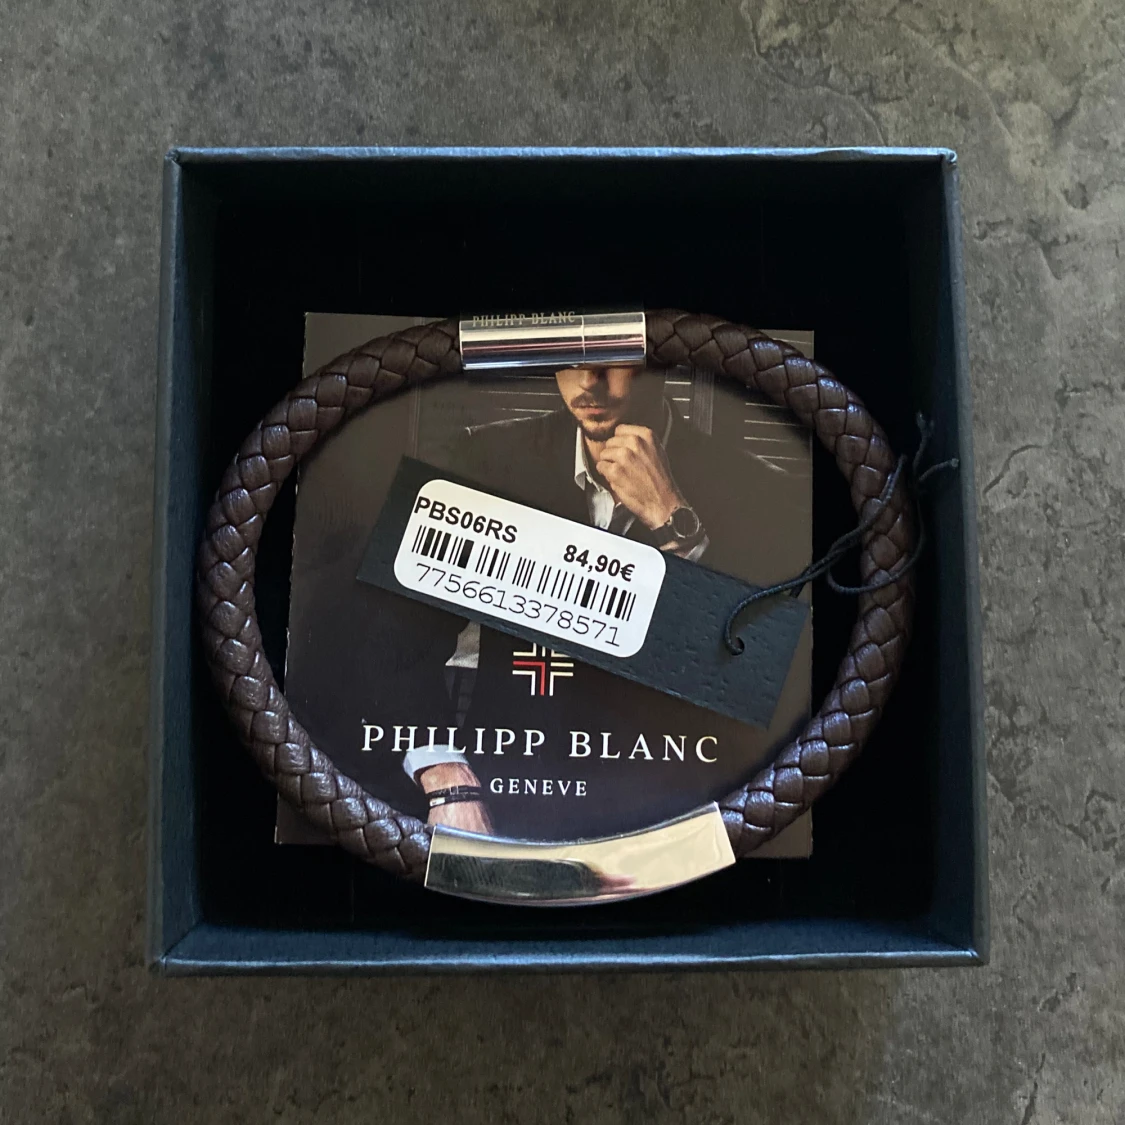 PHILIPP BLANC
PBS06RS
84,90€
7756613378571
PHILIPP BLANC
GENEVE